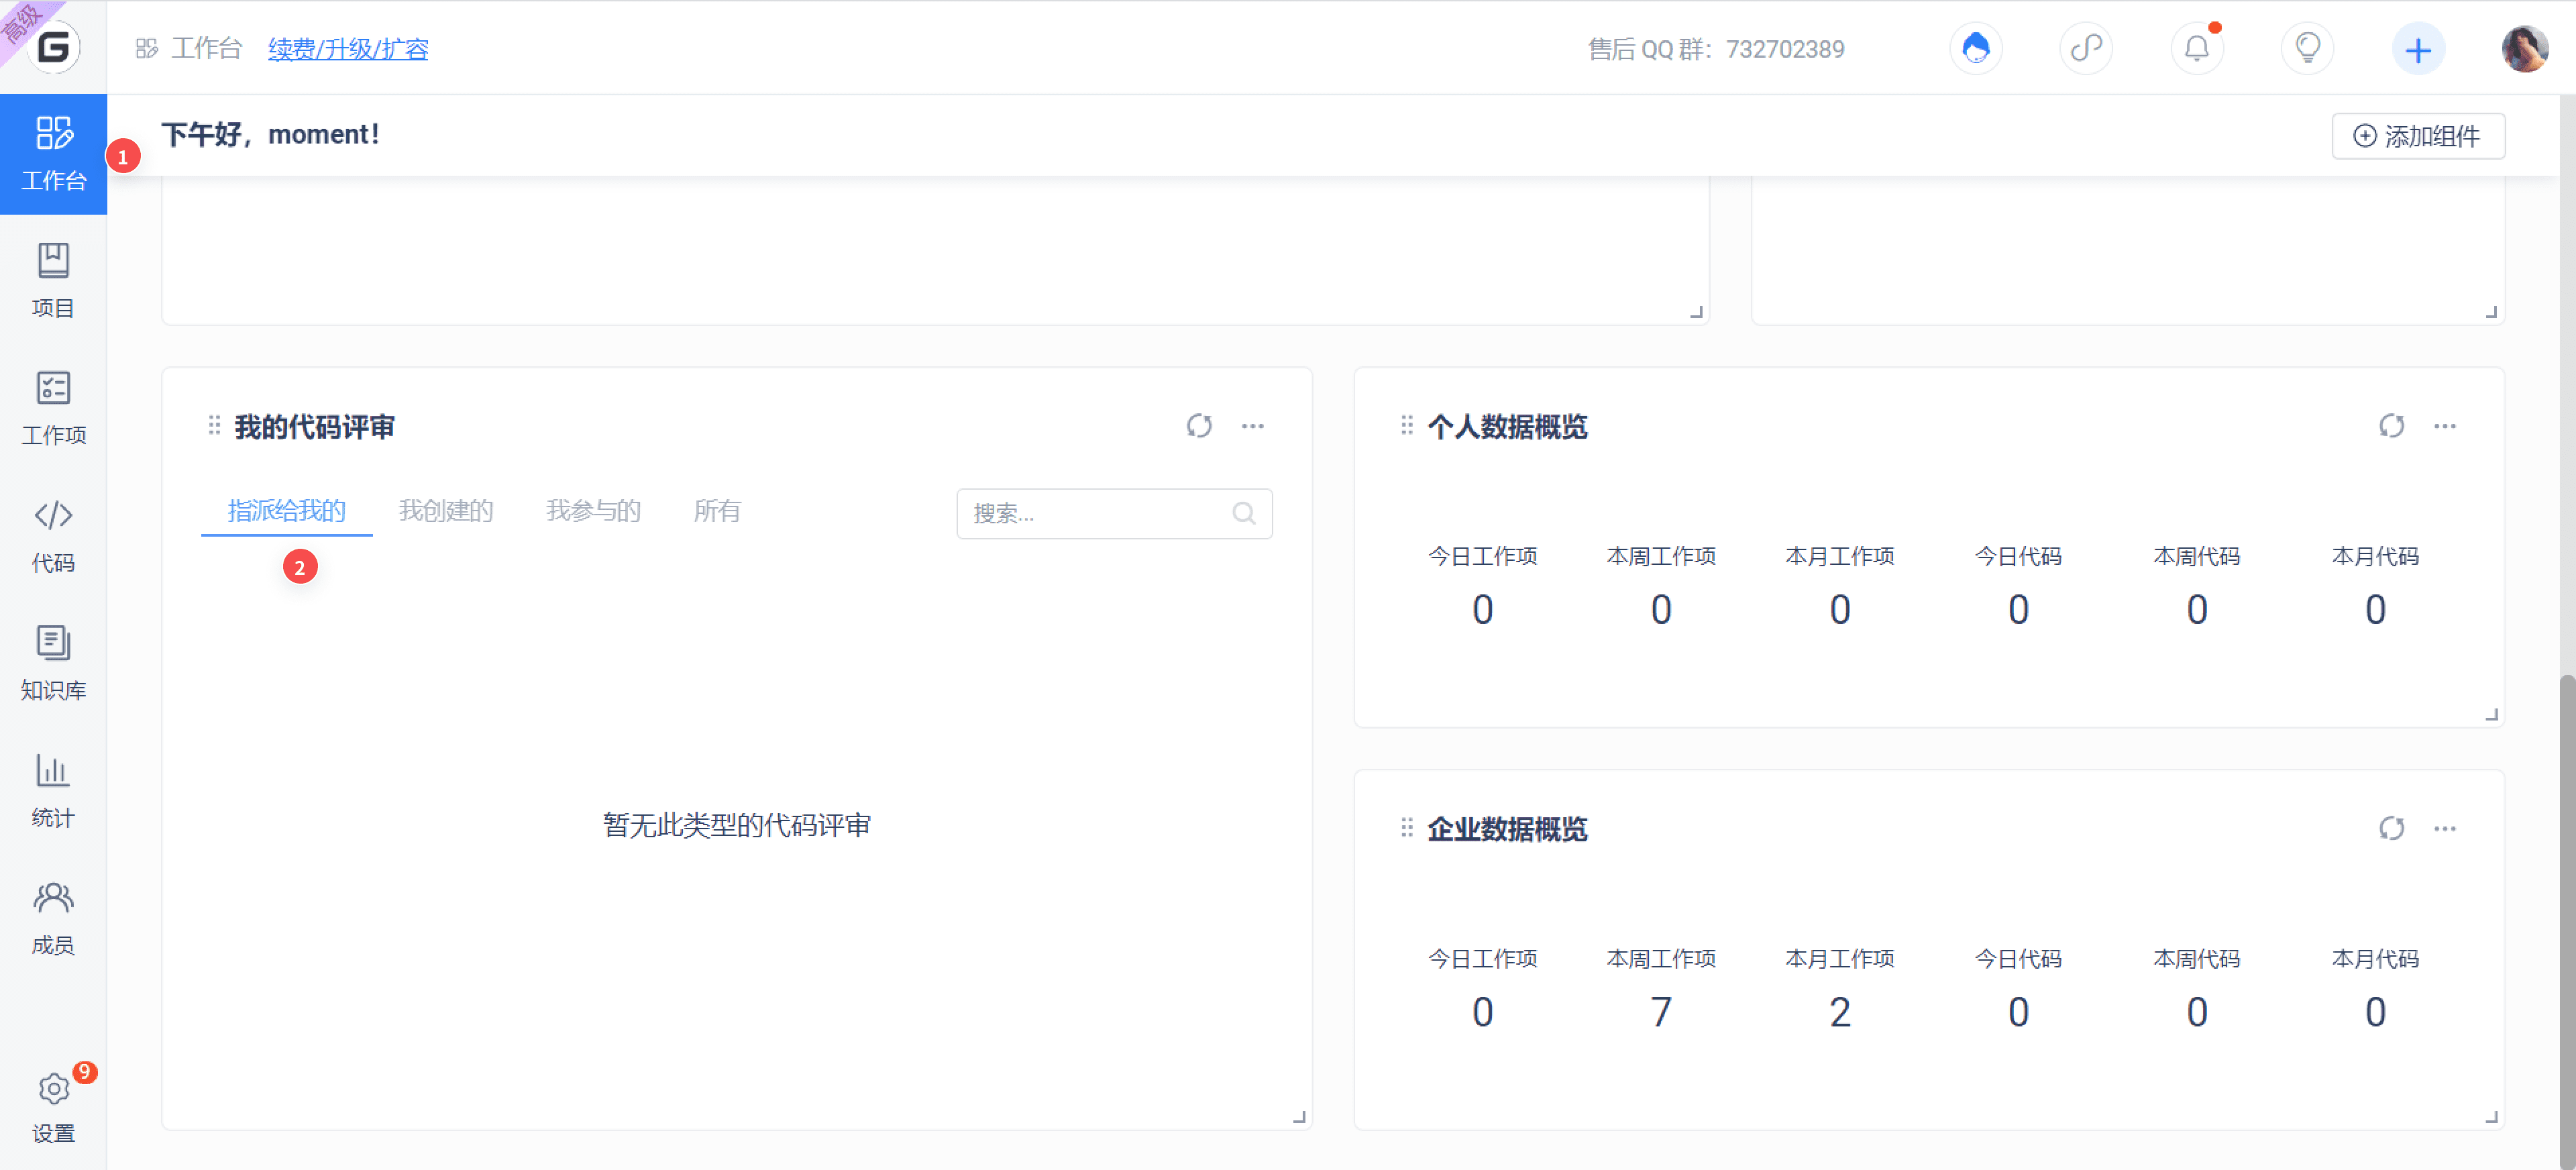 高级
G
工作台 续费/升级/扩容 售后 QQ 群：732702389
下午好，moment！ 添加组件
工作台
1
项目
工作项
代码
知识库
统计
成员
9
设置
我的代码评审
指派给我的 我创建的 我参与的 所有 搜索...
2
暂无此类型的代码评审
个人数据概览
今日工作项 本周工作项 本月工作项 今日代码 本周代码 本月代码
0 0 0 0 0 0
企业数据概览
今日工作项 本周工作项 本月工作项 今日代码 本周代码 本月代码
0 7 2 0 0 0